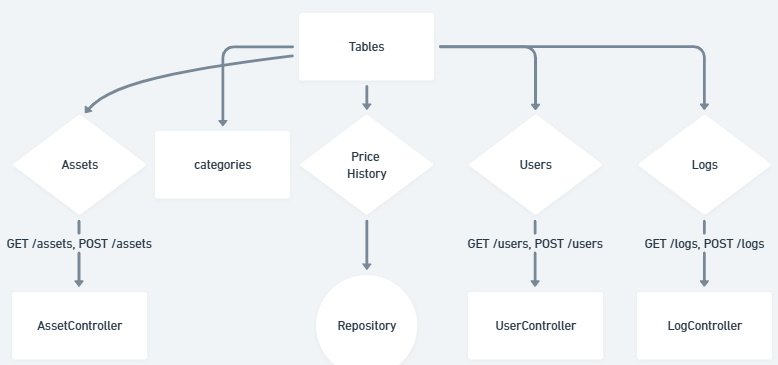 Tables
Assets
categories
Price
History
Users
Logs
GET /assets, POST /assets
GET /users, POST /users
GET /logs, POST /logs
AssetController
Repository
UserController
LogController